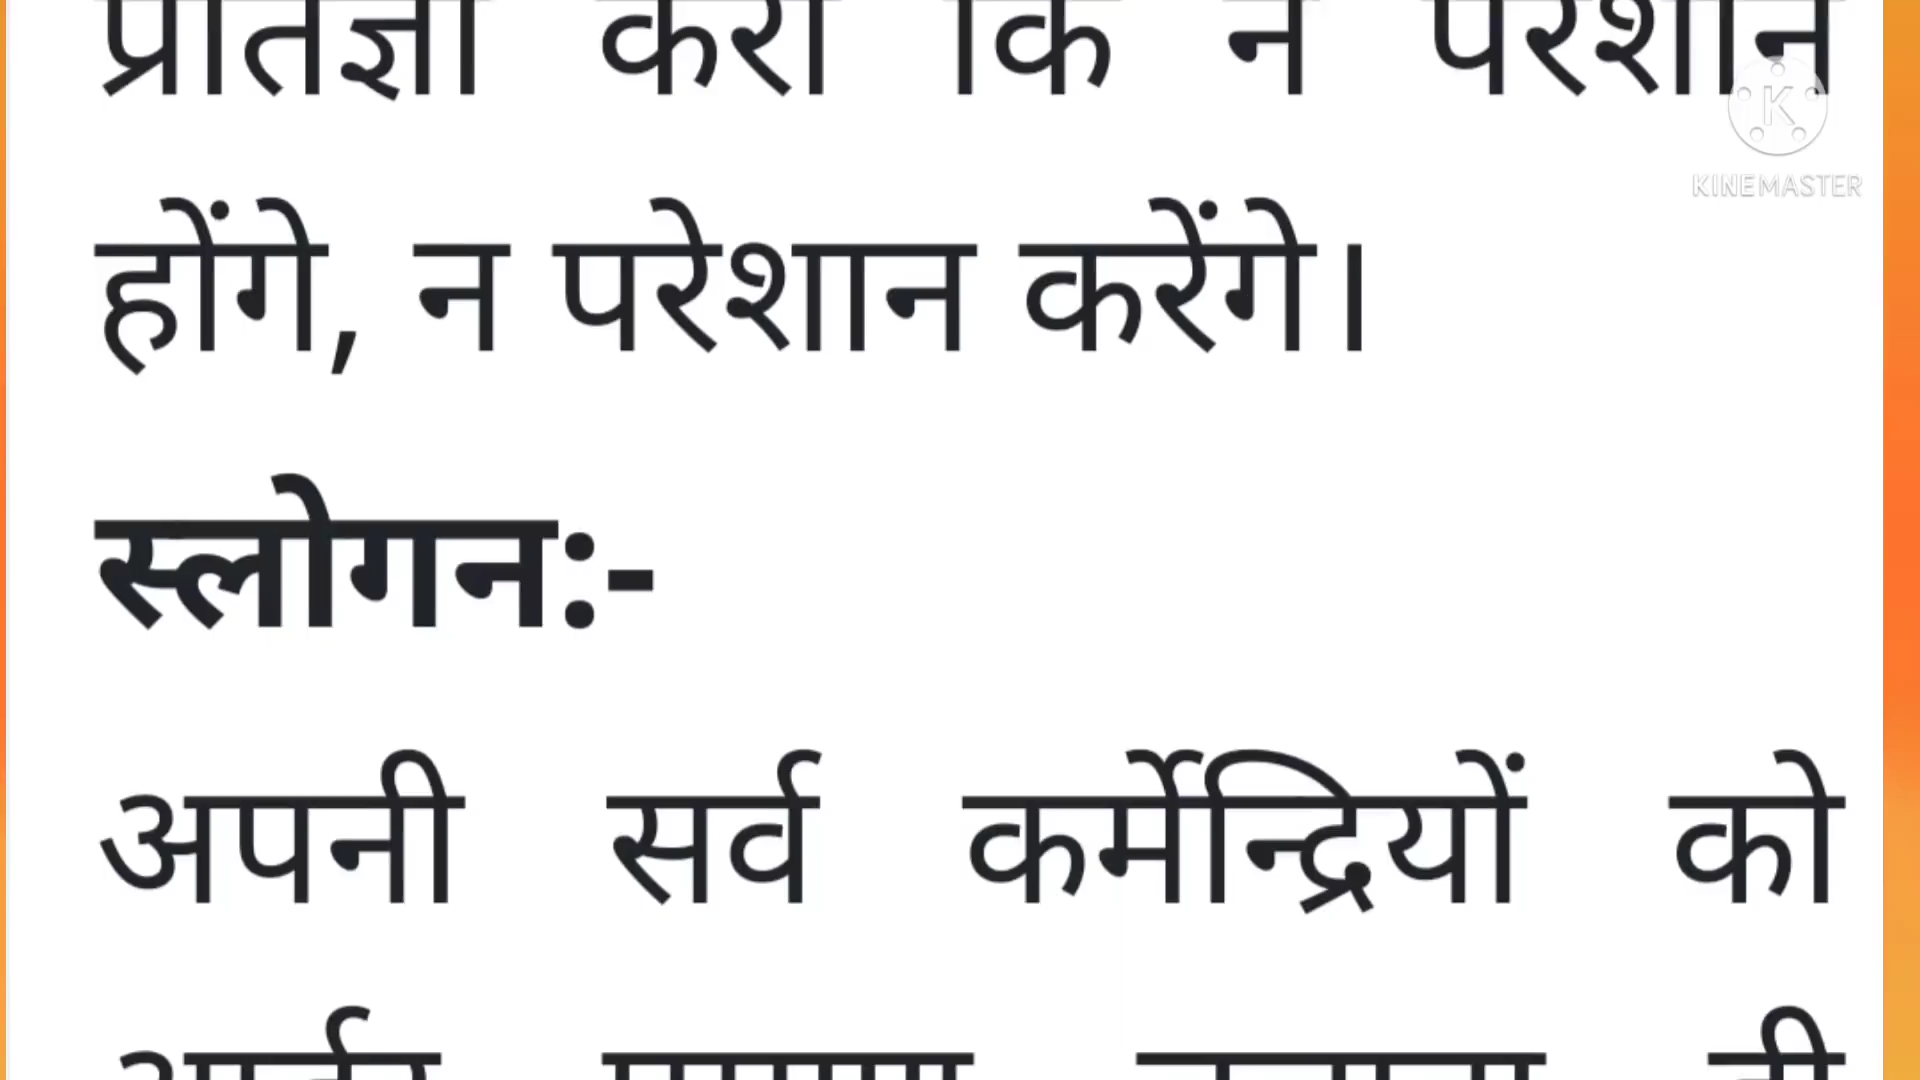 प्रतिज्ञा करो कि न परेशान
होंगे, न परेशान करेंगे।
स्लोगन:-
अपनी सर्व कर्मेन्द्रियों को
KINEMASTER